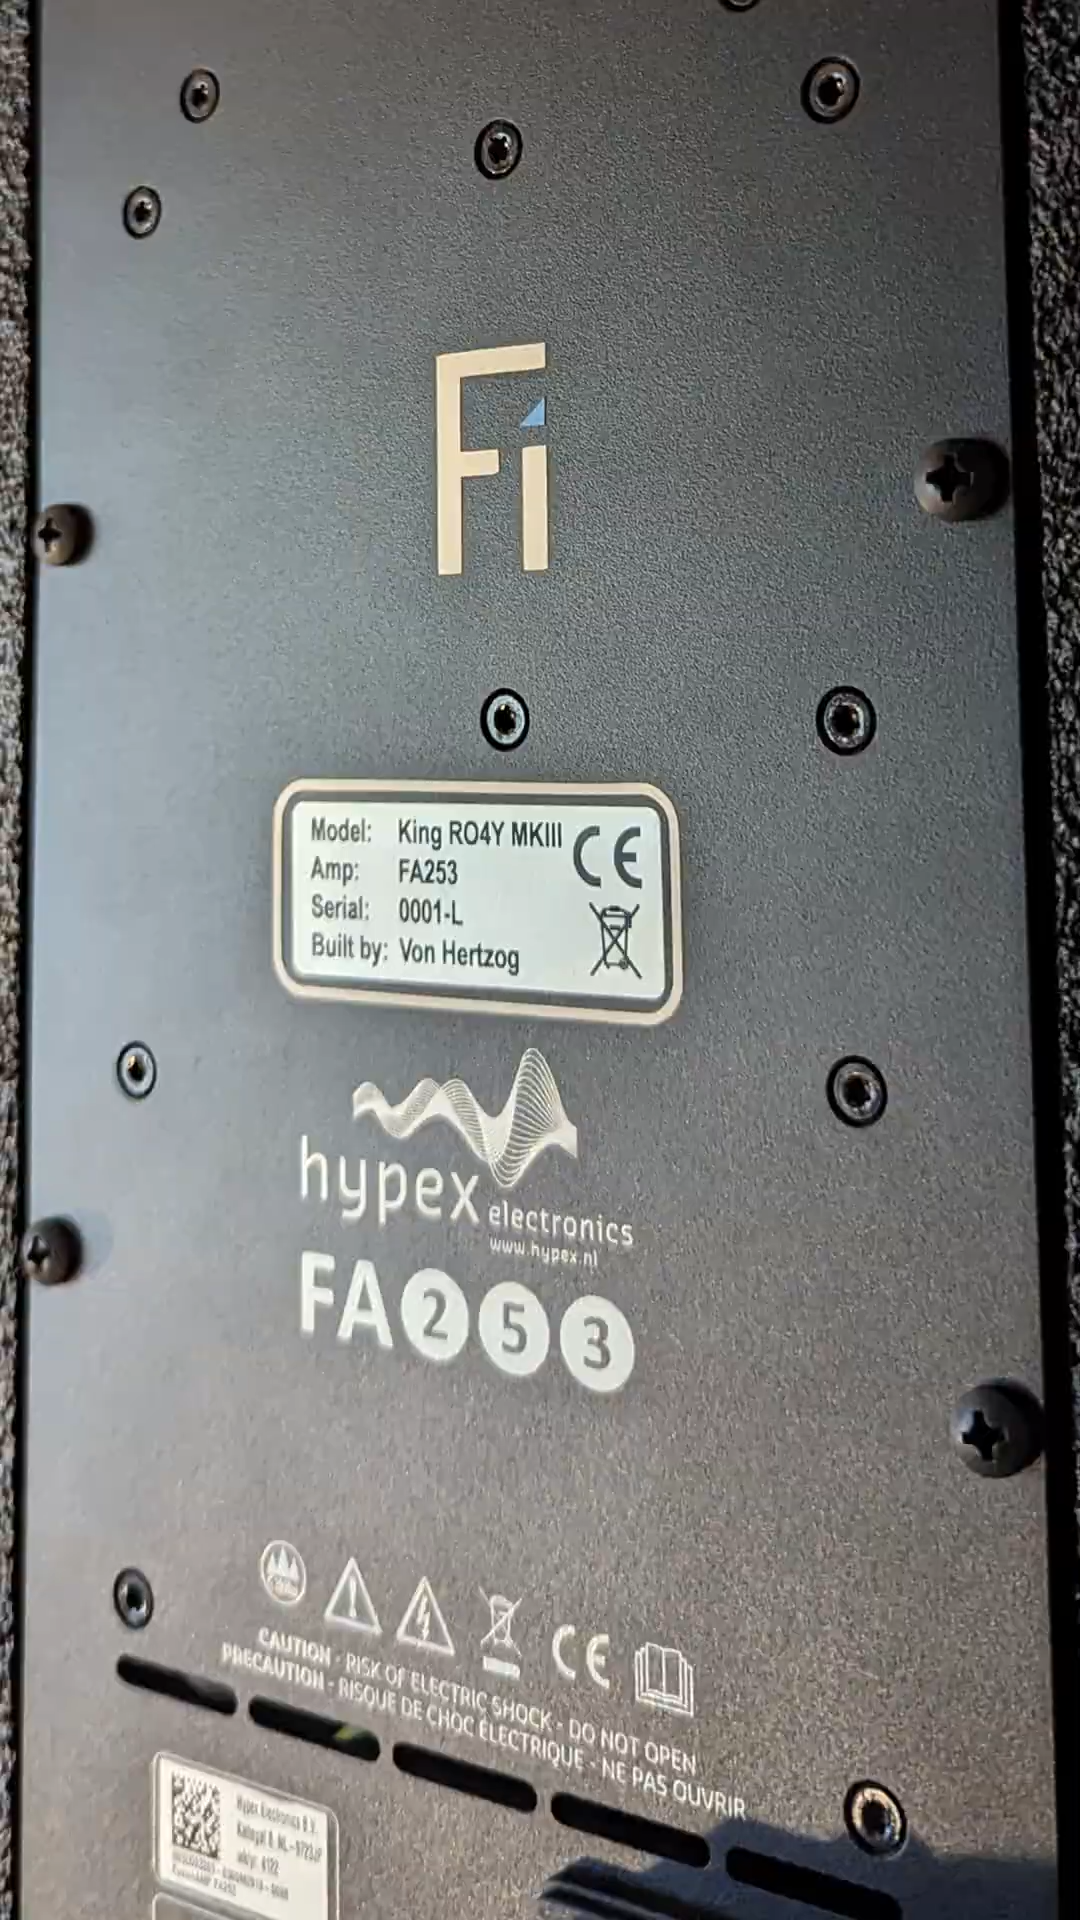 Fi
Model: King RO4Y MKIII
CE
Amp: FA253
Serial: 0001-L
Built by: Von Hertzog
hypex electronics
www.hypex.nl
FA253
CE
CAUTION - RISK OF ELECTRIC SHOCK - DO NOT OPEN
PRECAUTION - RISQUE DE CHOC ÉLECTRIQUE - NE PAS OUVRIR
Hypex Electronics B.V.